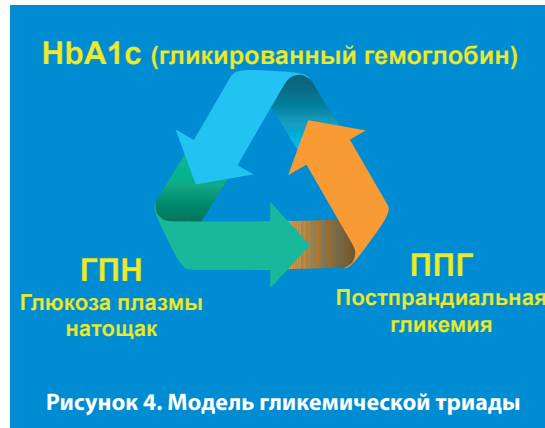 HbA1c (гликированный гемоглобин)
ГПН
Глюкоза плазмы
натощак
ППГ
Постпрандиальная
гликемия
Рисунок 4. Модель гликемической триады